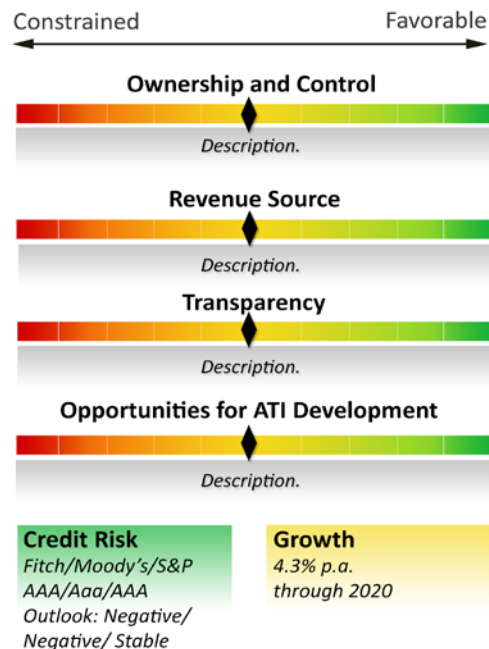 Constrained Favorable
Ownership and Control
Description.
Revenue Source
Description.
Transparency
Description.
Opportunities for ATI Development
Description.
Credit Risk
Fitch/Moody's/S&P
AAA/Aaa/AAA
Outlook: Negative/
Negative/ Stable
Growth
4.3% p.a.
through 2020